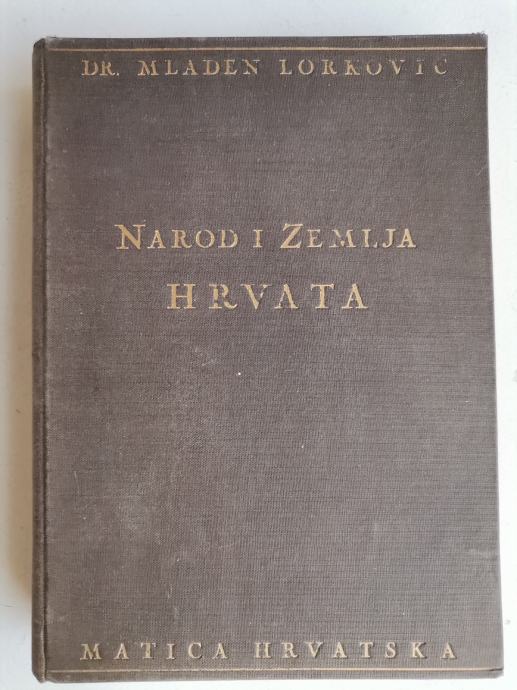 DR. MLADEN LORKOVIĆ
NAROD I ZEMLJA
HRVATA
MATICA HRVATSKA